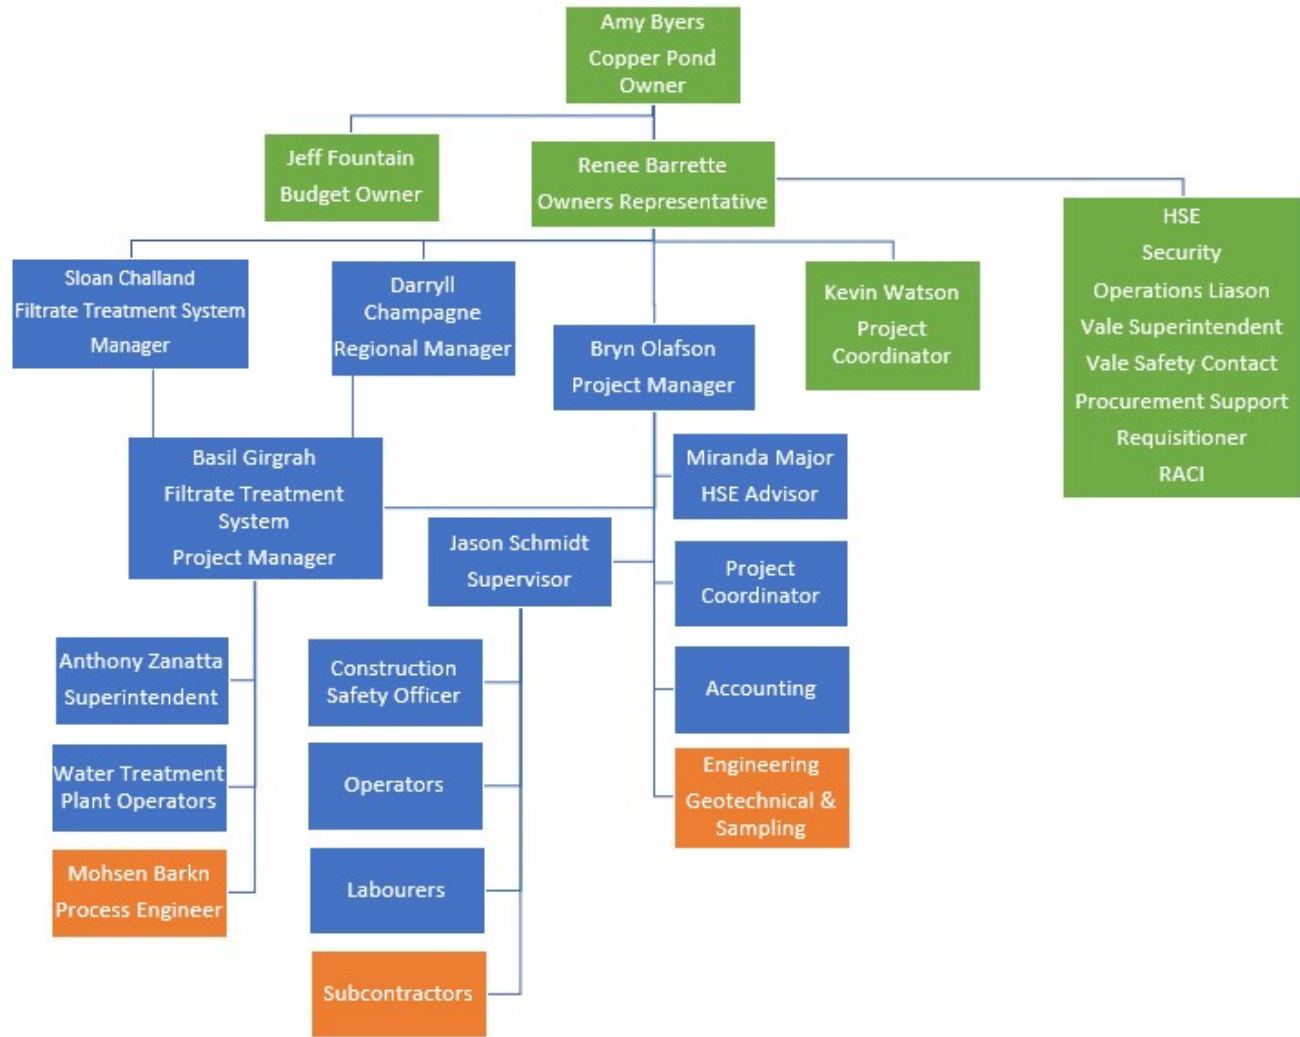 Amy Byers
Copper Pond
Owner
Jeff Fountain
Budget Owner
Renee Barrette
Owners Representative
HSE
Security
Operations Liason
Vale Superintendent
Vale Safety Contact
Procurement Support
Requisitioner
RACI
Sloan Challand
Filtrate Treatment System
Manager
Darryll
Champagne
Regional Manager
Bryn Olafson
Project Manager
Kevin Watson
Project
Coordinator
Basil Girgrah
Filtrate Treatment
System
Project Manager
Miranda Major
HSE Advisor
Jason Schmidt
Supervisor
Project
Coordinator
Accounting
Engineering
Geotechnical &
Sampling
Anthony Zanatta
Superintendent
Water Treatment
Plant Operators
Mohsen Barkn
Process Engineer
Construction
Safety Officer
Operators
Labourers
Subcontractors